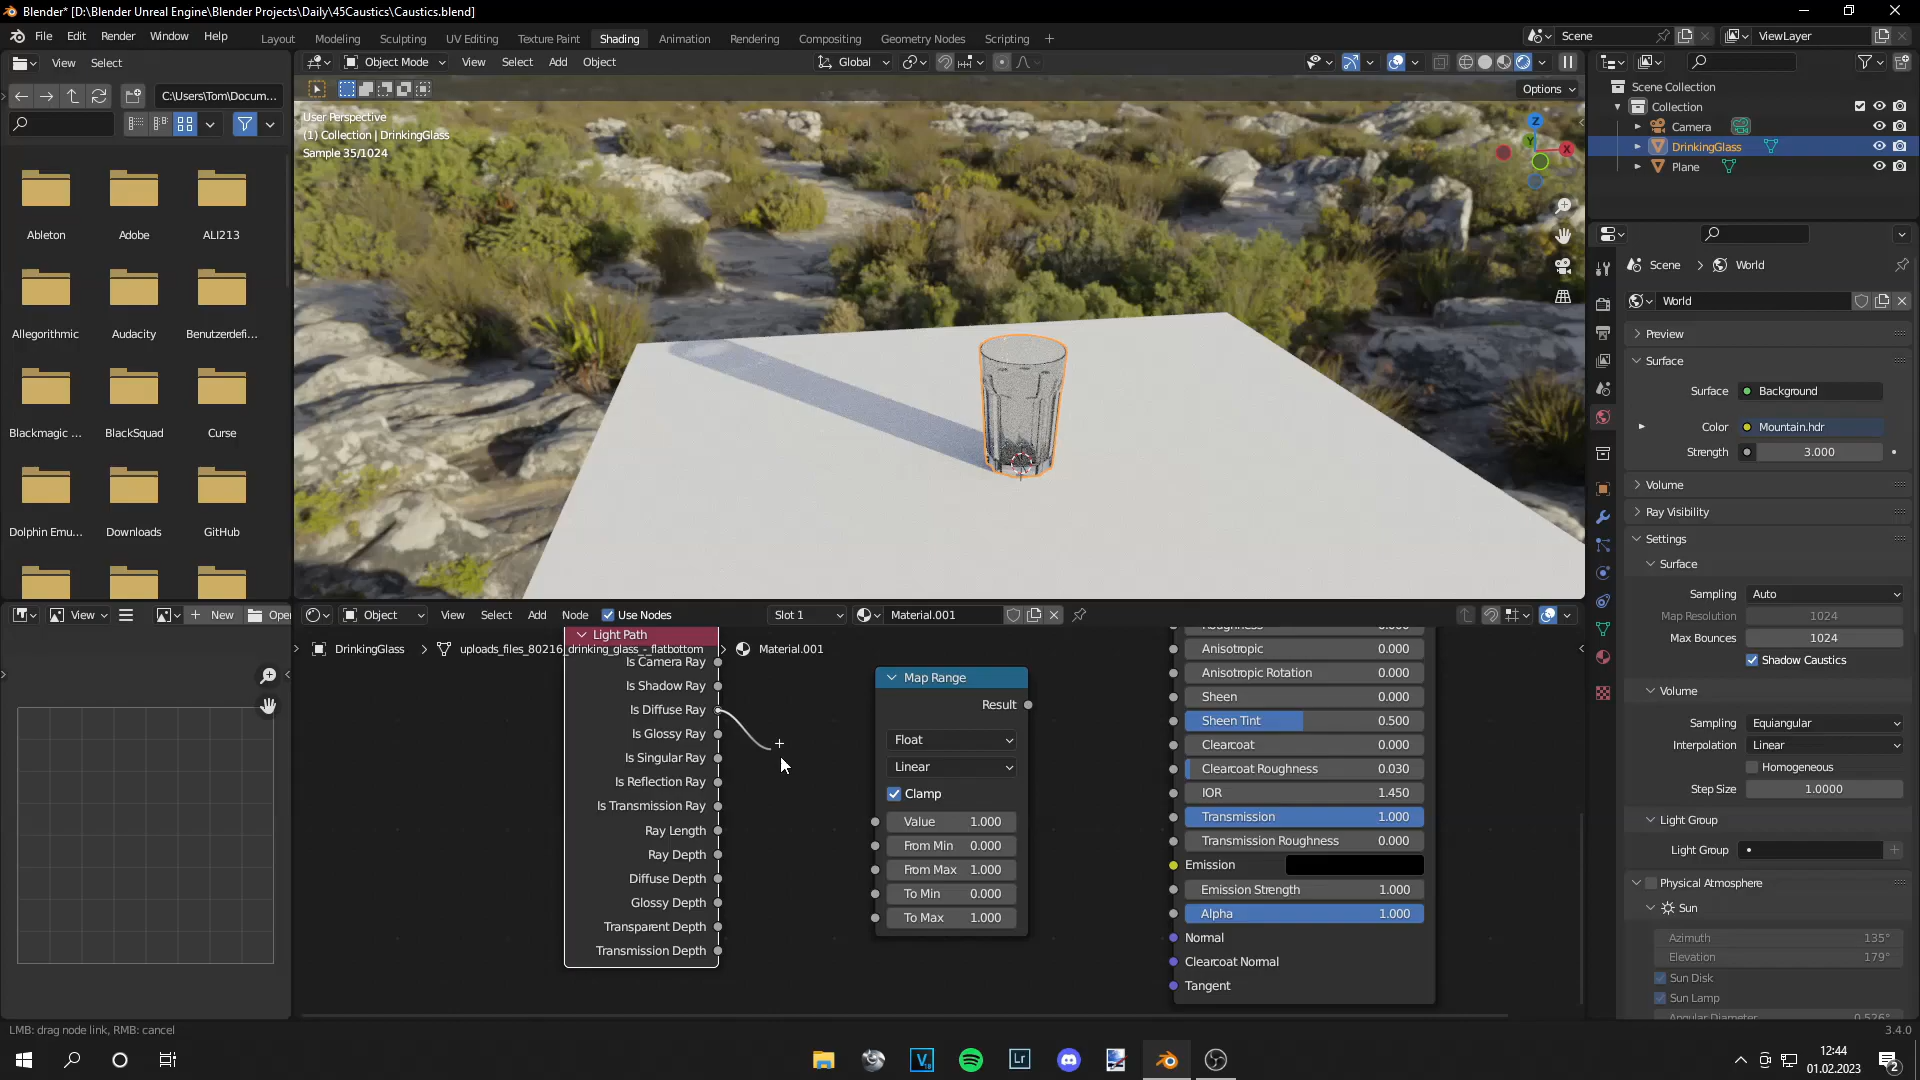 Blender* [D:\Blender Unreal Engine\Blender Projects\Daily\45Caustics\Caustics.blend]
File Edit Render Window Help
Layout Modeling Sculpting UV Editing Texture Paint Shading Animation Rendering Compositing Geometry Nodes Scripting
Scene ViewLayer
View Select
Object Mode View Select Add Object Global
C:\Users\Tom\Docum...
Options
Ableton Adobe ALI213
Allegorithmic Audacity Benutzerdefi...
Blackmagic ... BlackSquad Curse
Dolphin Emu... Downloads GitHub
User Perspective
(1) Collection | DrinkingGlass
Sample 35/1024
Z
X
Y
Scene Collection
Collection
Camera
DrinkingGlass
Plane
Scene World
World
Preview
Surface
Surface Background
Color Mountain.hdr
Strength 3.000
Volume
Ray Visibility
Settings
Surface
Sampling Auto
Map Resolution 1024
Max Bounces 1024
Shadow Caustics
Volume
Sampling Equiangular
Interpolation Linear
Homogeneous
Step Size 1.0000
Light Group
Light Group
Physical Atmosphere
Sun
Azimuth 135°
Elevation 179°
Sun Disk
Sun Lamp
Angular Diameter 0.526°
View New Open
Object View Select Add Node Use Nodes Slot 1 Material.001
DrinkingGlass uploads_files_80216_drinking_glass_-_flatbottom Material.001
Light Path
Is Camera Ray
Is Shadow Ray
Is Diffuse Ray
Is Glossy Ray
Is Singular Ray
Is Reflection Ray
Is Transmission Ray
Ray Length
Ray Depth
Diffuse Depth
Glossy Depth
Transparent Depth
Transmission Depth
Map Range
Result
Float
Linear
Clamp
Value 1.000
From Min 0.000
From Max 1.000
To Min 0.000
To Max 1.000
Roughness 0.000
Anisotropic 0.000
Anisotropic Rotation 0.000
Sheen 0.000
Sheen Tint 0.500
Clearcoat 0.000
Clearcoat Roughness 0.030
IOR 1.450
Transmission 1.000
Transmission Roughness 0.000
Emission
Emission Strength 1.000
Alpha 1.000
Normal
Clearcoat Normal
Tangent
LMB: drag node link, RMB: cancel
3.4.0
Lr
12:44
01.02.2023
2